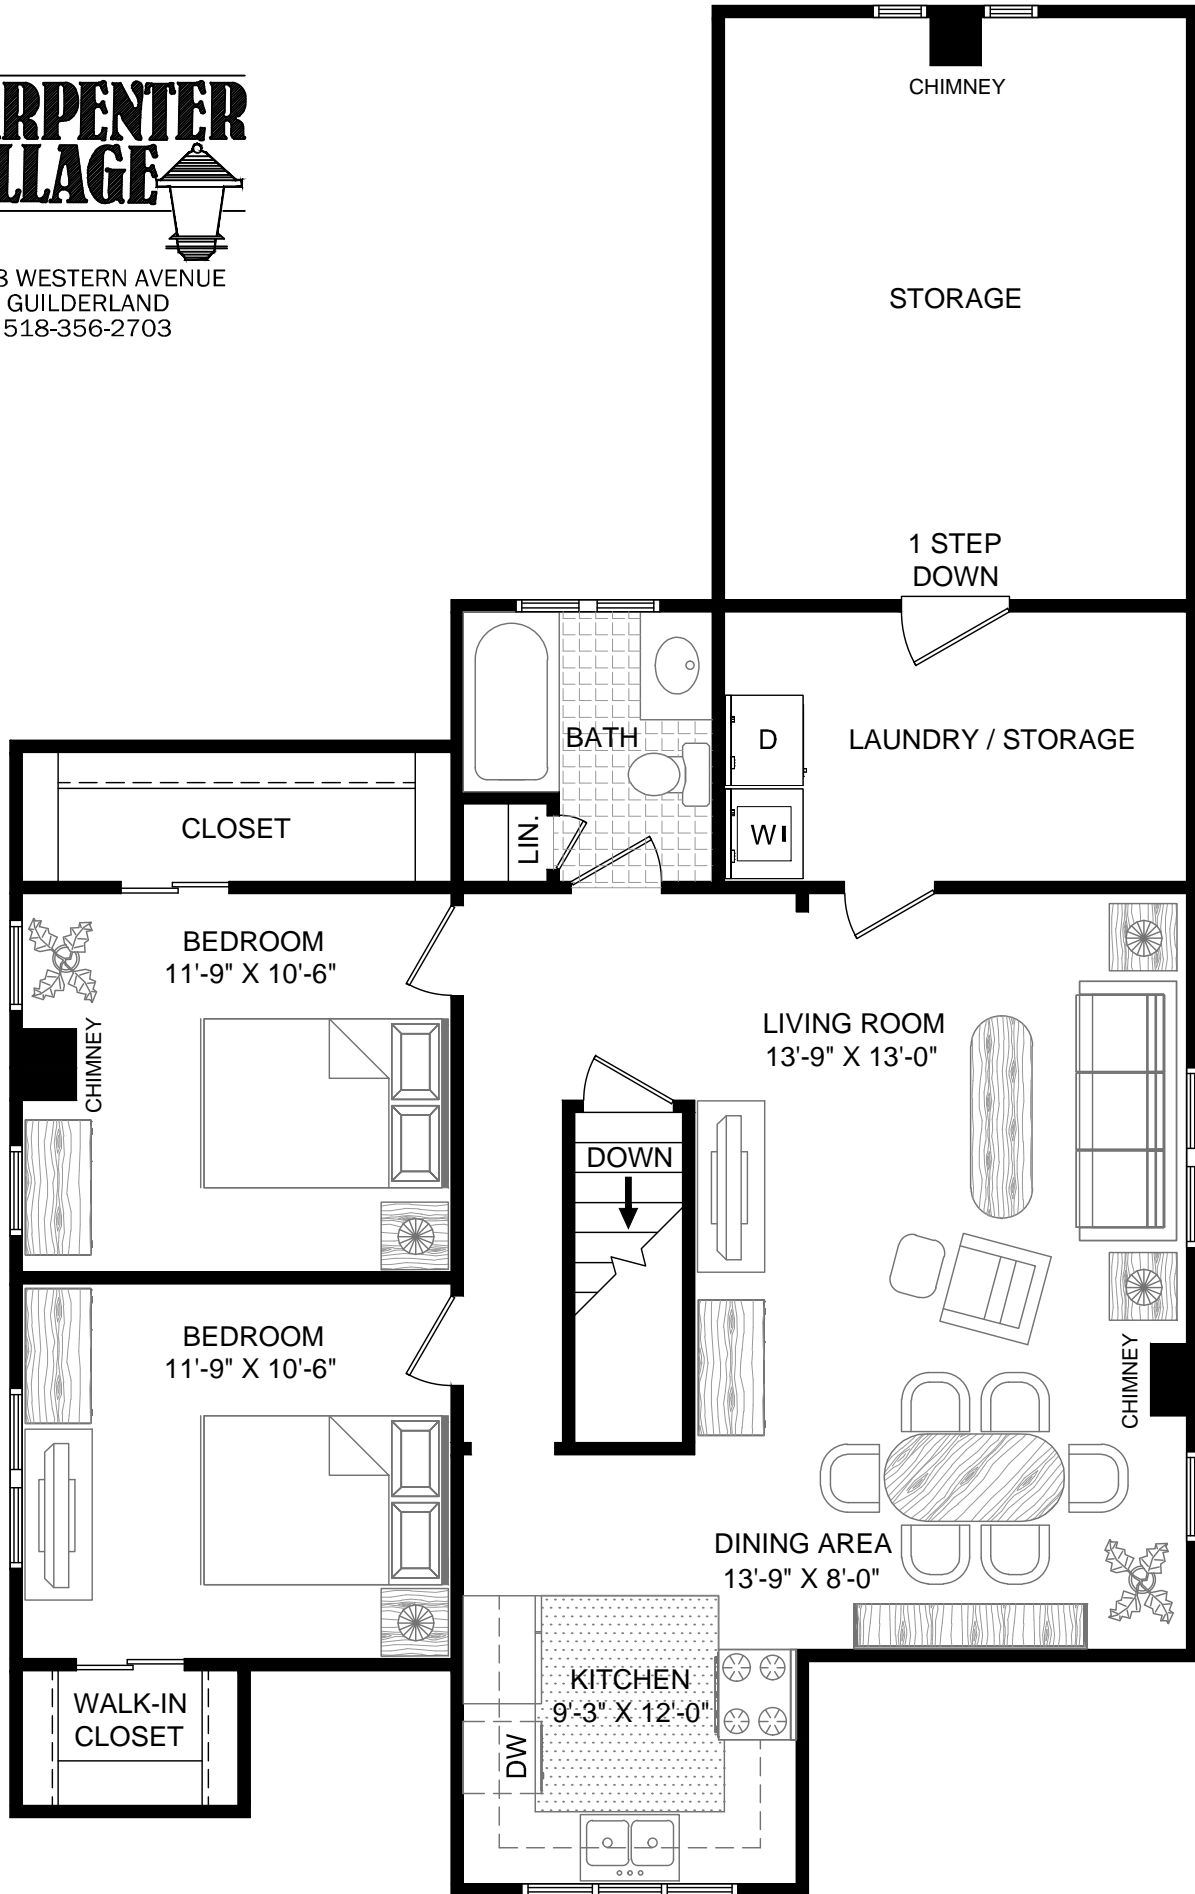 RPENTER
LLAGE
3 WESTERN AVENUE
GUILDERLAND
518-356-2703
CHIMNEY
STORAGE
1 STEP
DOWN
BATH
D
LAUNDRY / STORAGE
W
LIN.
CLOSET
BEDROOM
11'-9" X 10'-6"
CHIMNEY
LIVING ROOM
13'-9" X 13'-0"
DOWN
BEDROOM
11'-9" X 10'-6"
CHIMNEY
DINING AREA
13'-9" X 8'-0"
KITCHEN
9'-3" X 12'-0"
DW
WALK-IN
CLOSET